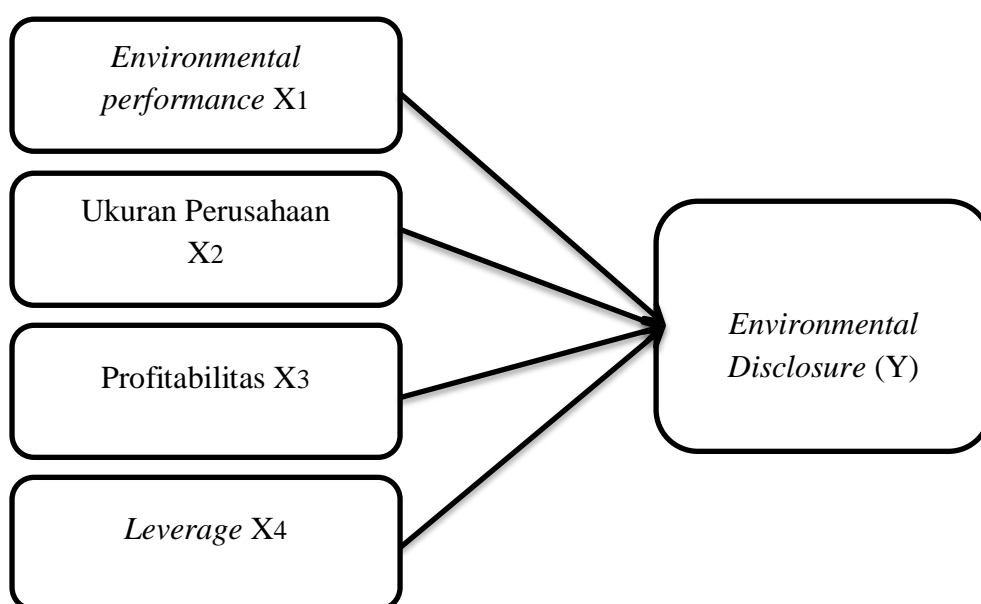 Environmental
performance X1
Ukuran Perusahaan
X2
Profitabilitas X3
Leverage X4
Environmental
Disclosure (Y)